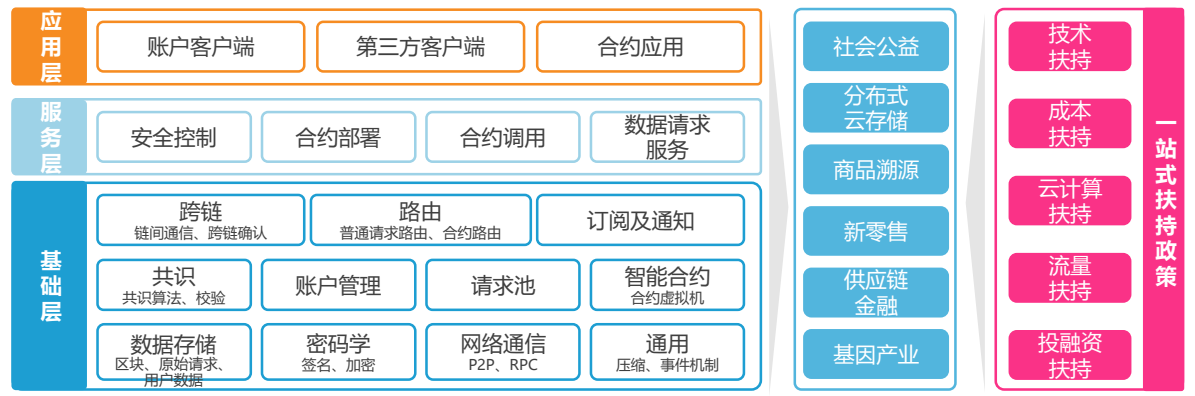 应用层
账户客户端
第三方客户端
合约应用
服务层
安全控制
合约部署
合约调用
数据请求
服务
基础层
跨链
链间通信、跨链确认
路由
普通请求路由、合约路由
订阅及通知
共识
共识算法、校验
账户管理
请求池
智能合约
合约虚拟机
数据存储
区块、原始请求、
用户数据
密码学
签名、加密
网络通信
P2P、RPC
通用
压缩、事件机制
社会公益
分布式
云存储
商品溯源
新零售
供应链
金融
基因产业
技术
扶持
成本
扶持
云计算
扶持
流量
扶持
投融资
扶持
一站式扶持政策